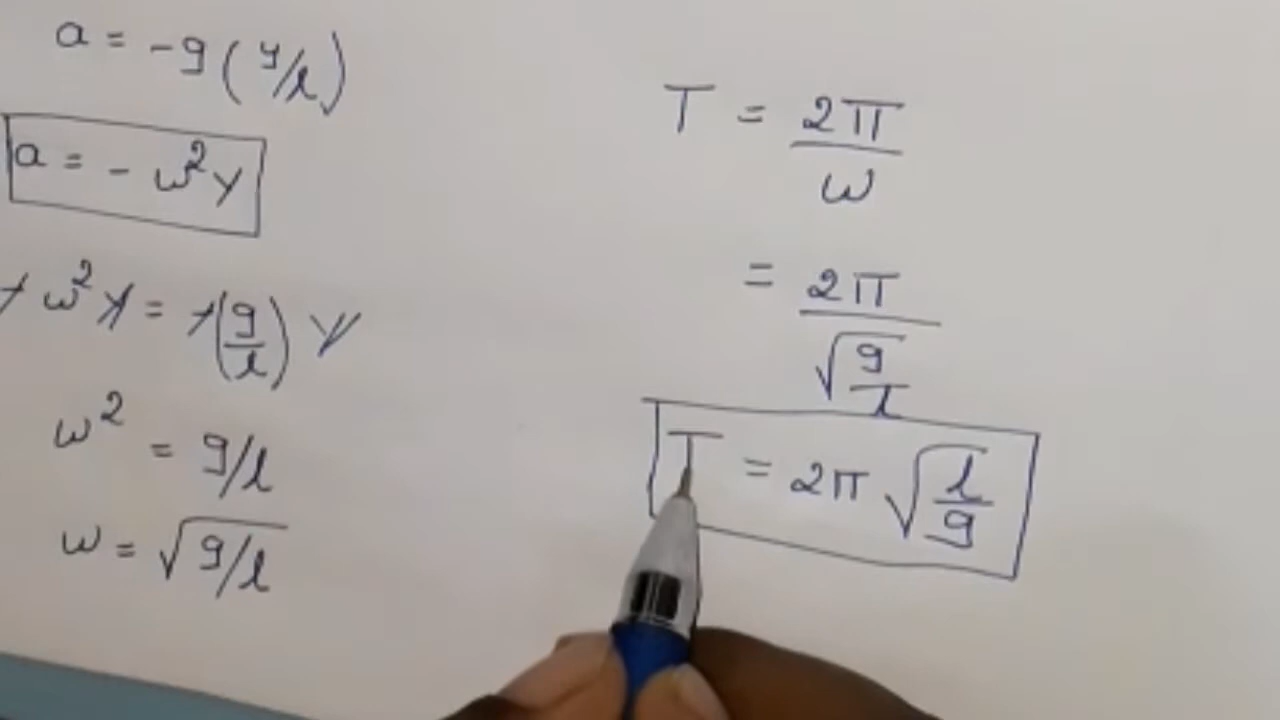 a = -g (y/l)
a = - ω²y
- ω²y = -(g/l) y
ω² = g/l
ω = √g/l
T = 2π/ω
= 2π/√(g/l)
T = 2π √(l/g)